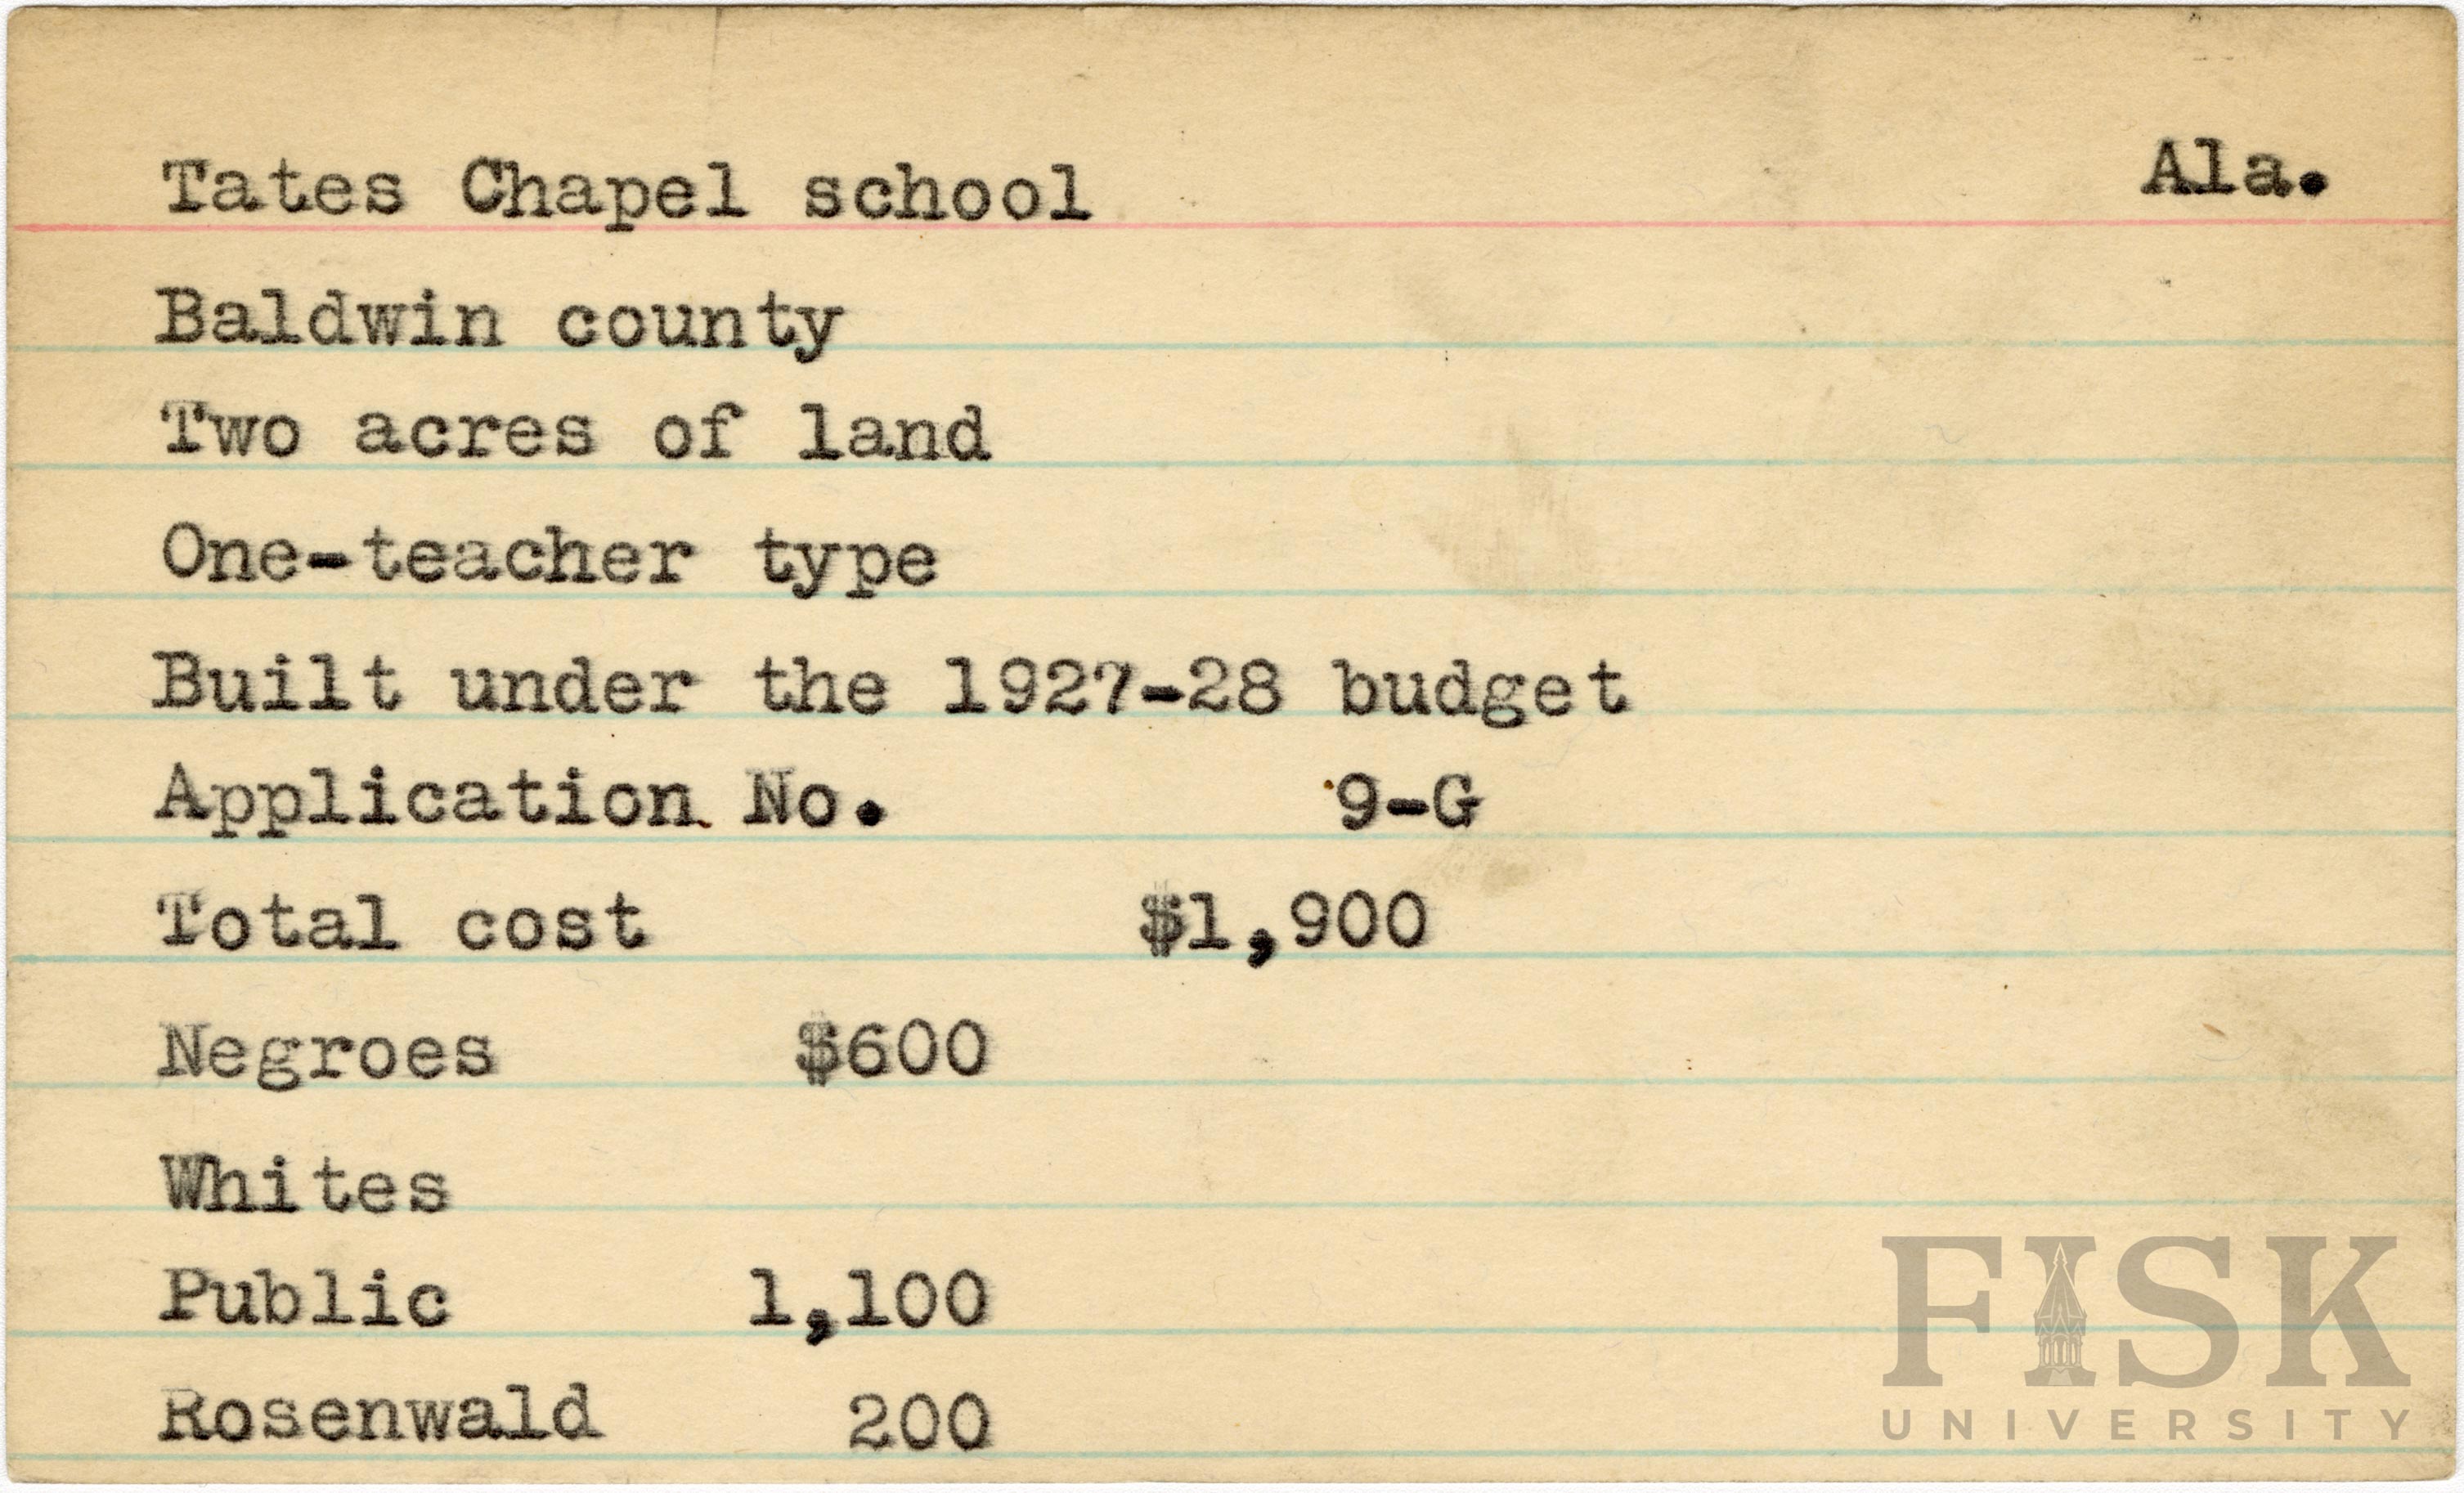 Tates Chapel school Ala.
Baldwin county
Two acres of land
One-teacher type
Built under the 1927-28 budget
Application No. 9-G
Total cost $1,900
Negroes $600
Whites
Public 1,100
Rosenwald 200
FISK
UNIVERSITY